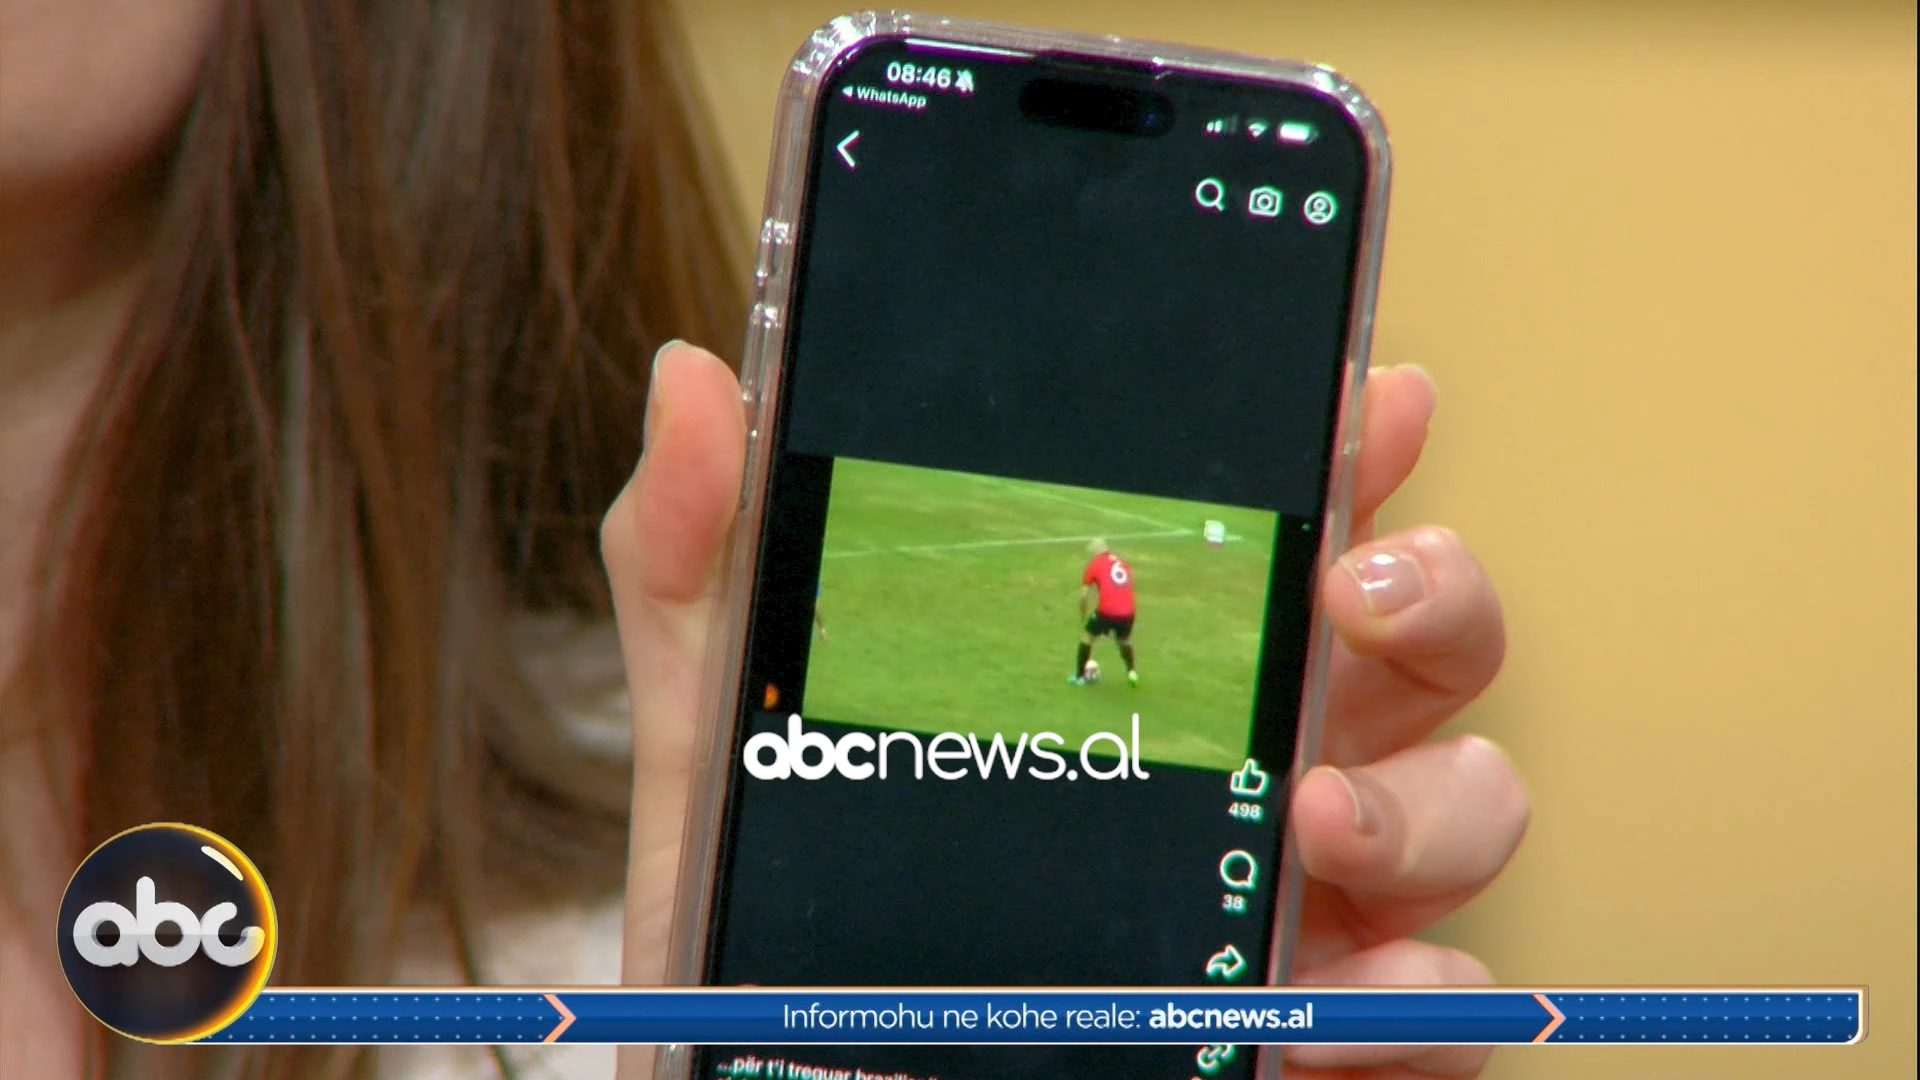 08:46
WhatsApp
6
abcnews.al
498
38
abc
Informohu ne kohe reale: abcnews.al
...për t'i treguar